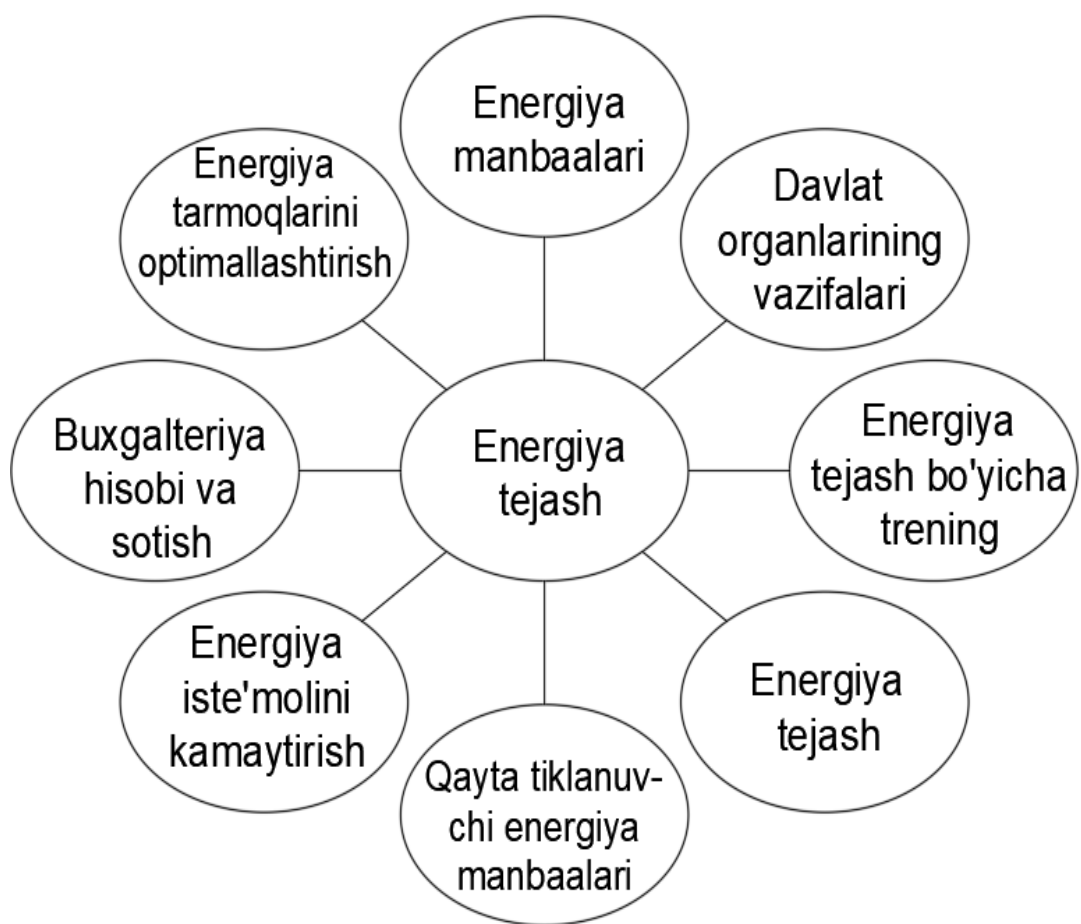 Energiya
manbaalari
Energiya
tarmoqlarini
optimallashtirish
Davlat
organlarining
vazifalari
Buxgalteriya
hisobi va
sotish
Energiya
tejash
Energiya
tejash bo'yicha
trening
Energiya
iste'molini
kamaytirish
Energiya
tejash
Qayta tiklanuv-
chi energiya
manbaalari